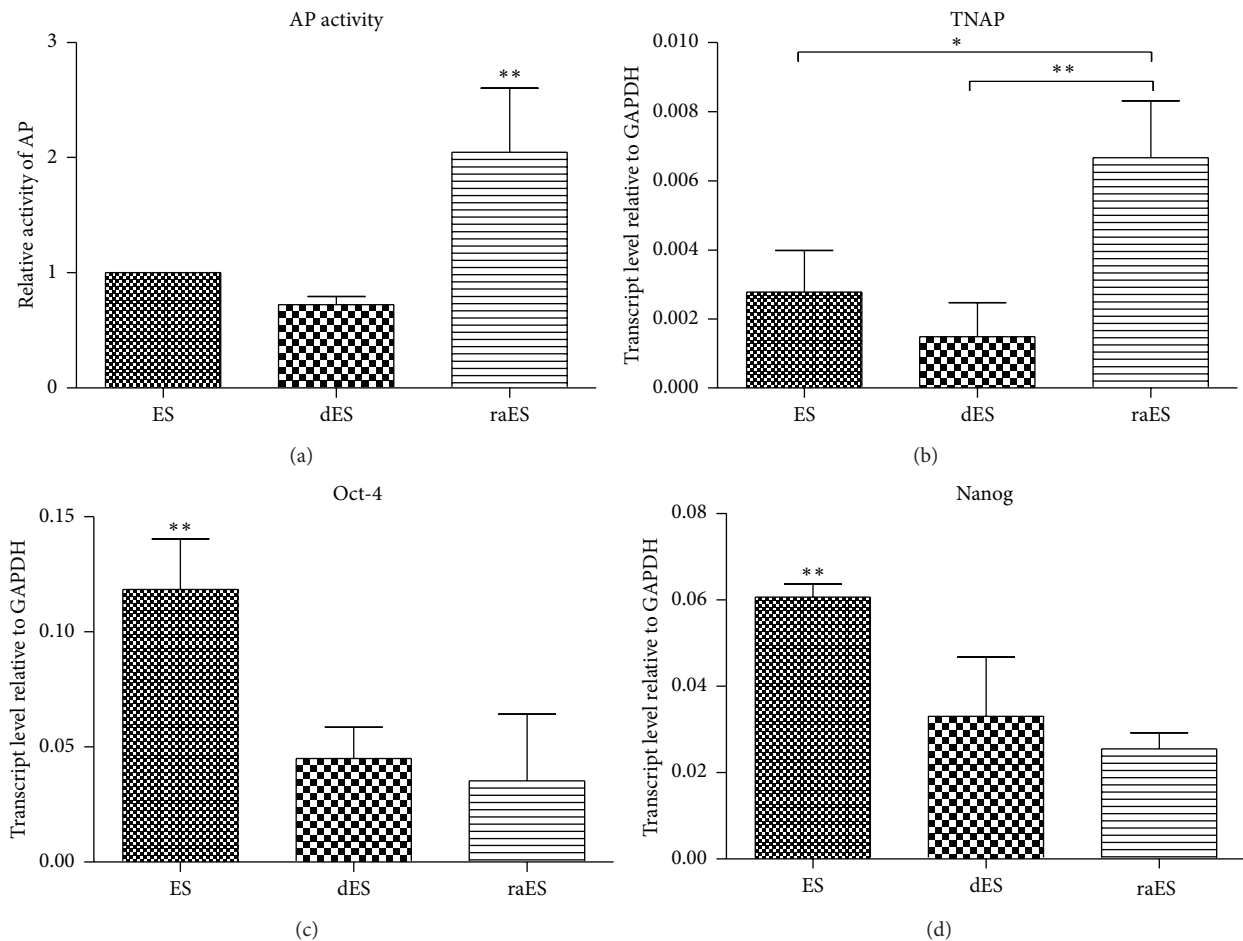 AP activity
Relative activity of AP
3
2
1
0
**
ES
dES
raES
(a)
TNAP
Transcript level relative to GAPDH
0.010
0.008
0.006
0.004
0.002
0.000
*
**
ES
dES
raES
(b)
Oct-4
Transcript level relative to GAPDH
0.15
0.10
0.05
0.00
**
ES
dES
raES
(c)
Nanog
Transcript level relative to GAPDH
0.08
0.06
0.04
0.02
0.00
**
ES
dES
raES
(d)